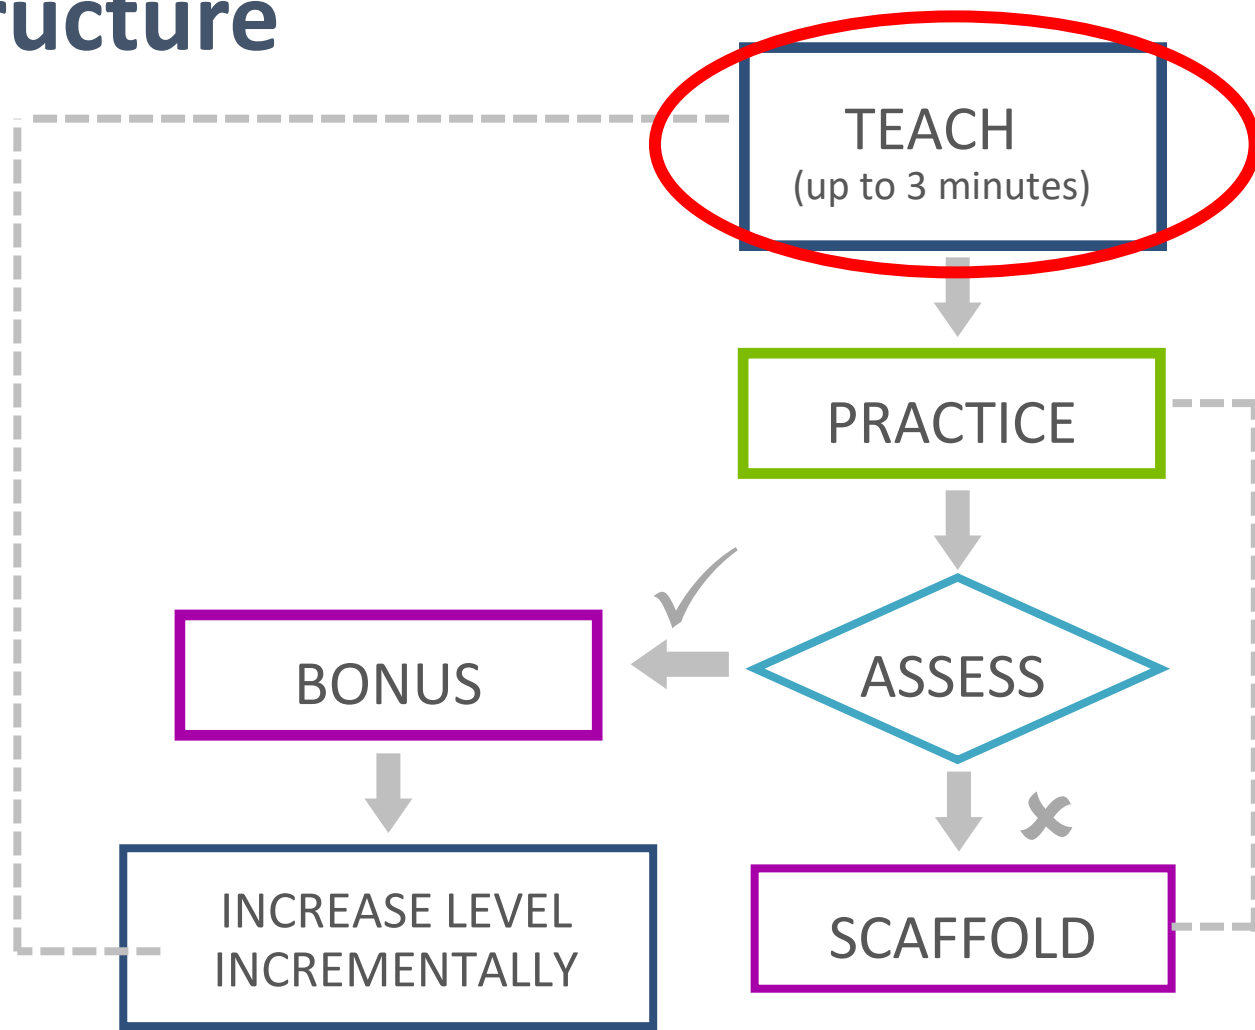 ructure
TEACH
(up to 3 minutes)
PRACTICE
ASSESS
BONUS
INCREASE LEVEL
INCREMENTALLY
SCAFFOLD